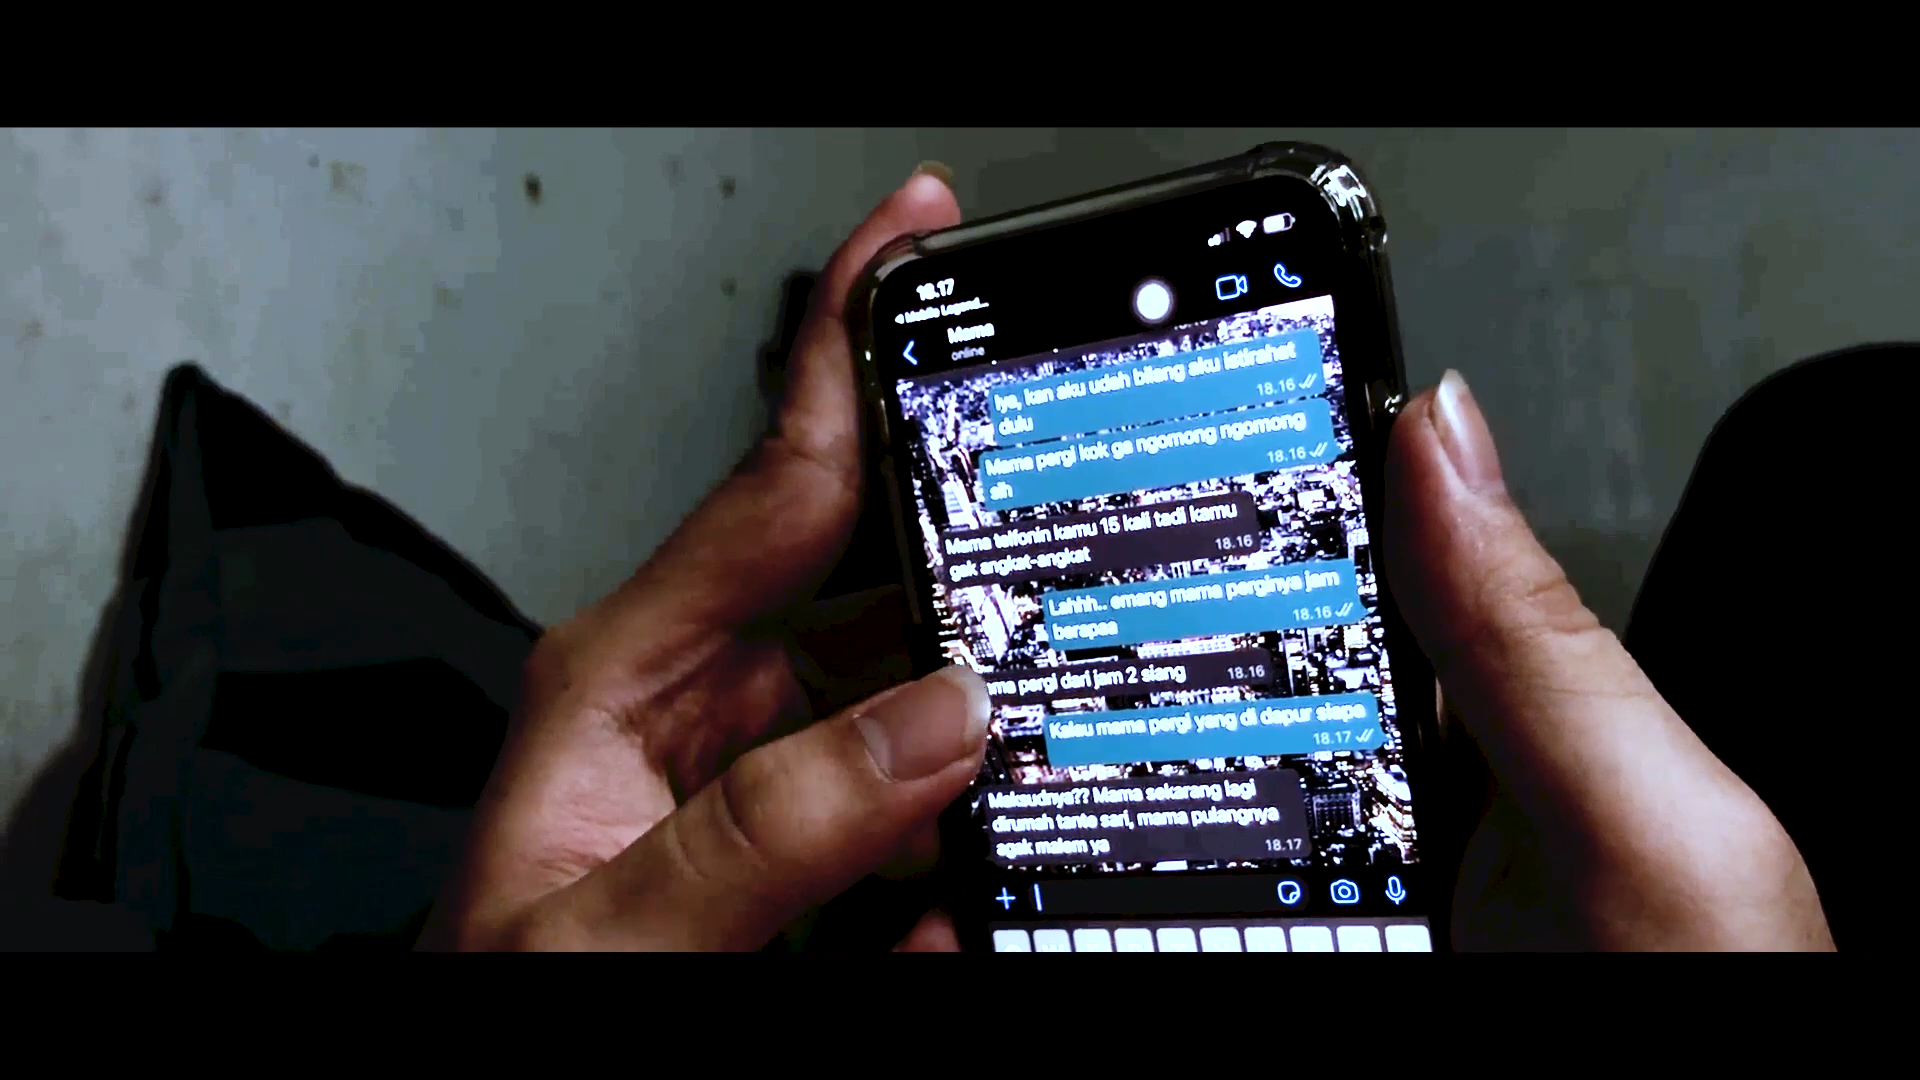 18.17
Mobile Legend...
Mama
online
Iya, kan aku udah bilang aku istirahat
dulu
18.16
Mama pergi kok ga ngomong ngomong
sih
18.16
Mama telfonin kamu 15 kali tadi kamu
gak angkat-angkat
18.16
Lahhh.. emang mama perginya jam
berapaa
18.16
ma pergi dari jam 2 siang
18.16
Kalau mama pergi yang di dapur siapa
18.17
Maksudnya?? Mama sekarang lagi
dirumah tante sari, mama pulangnya
agak malem ya
18.17